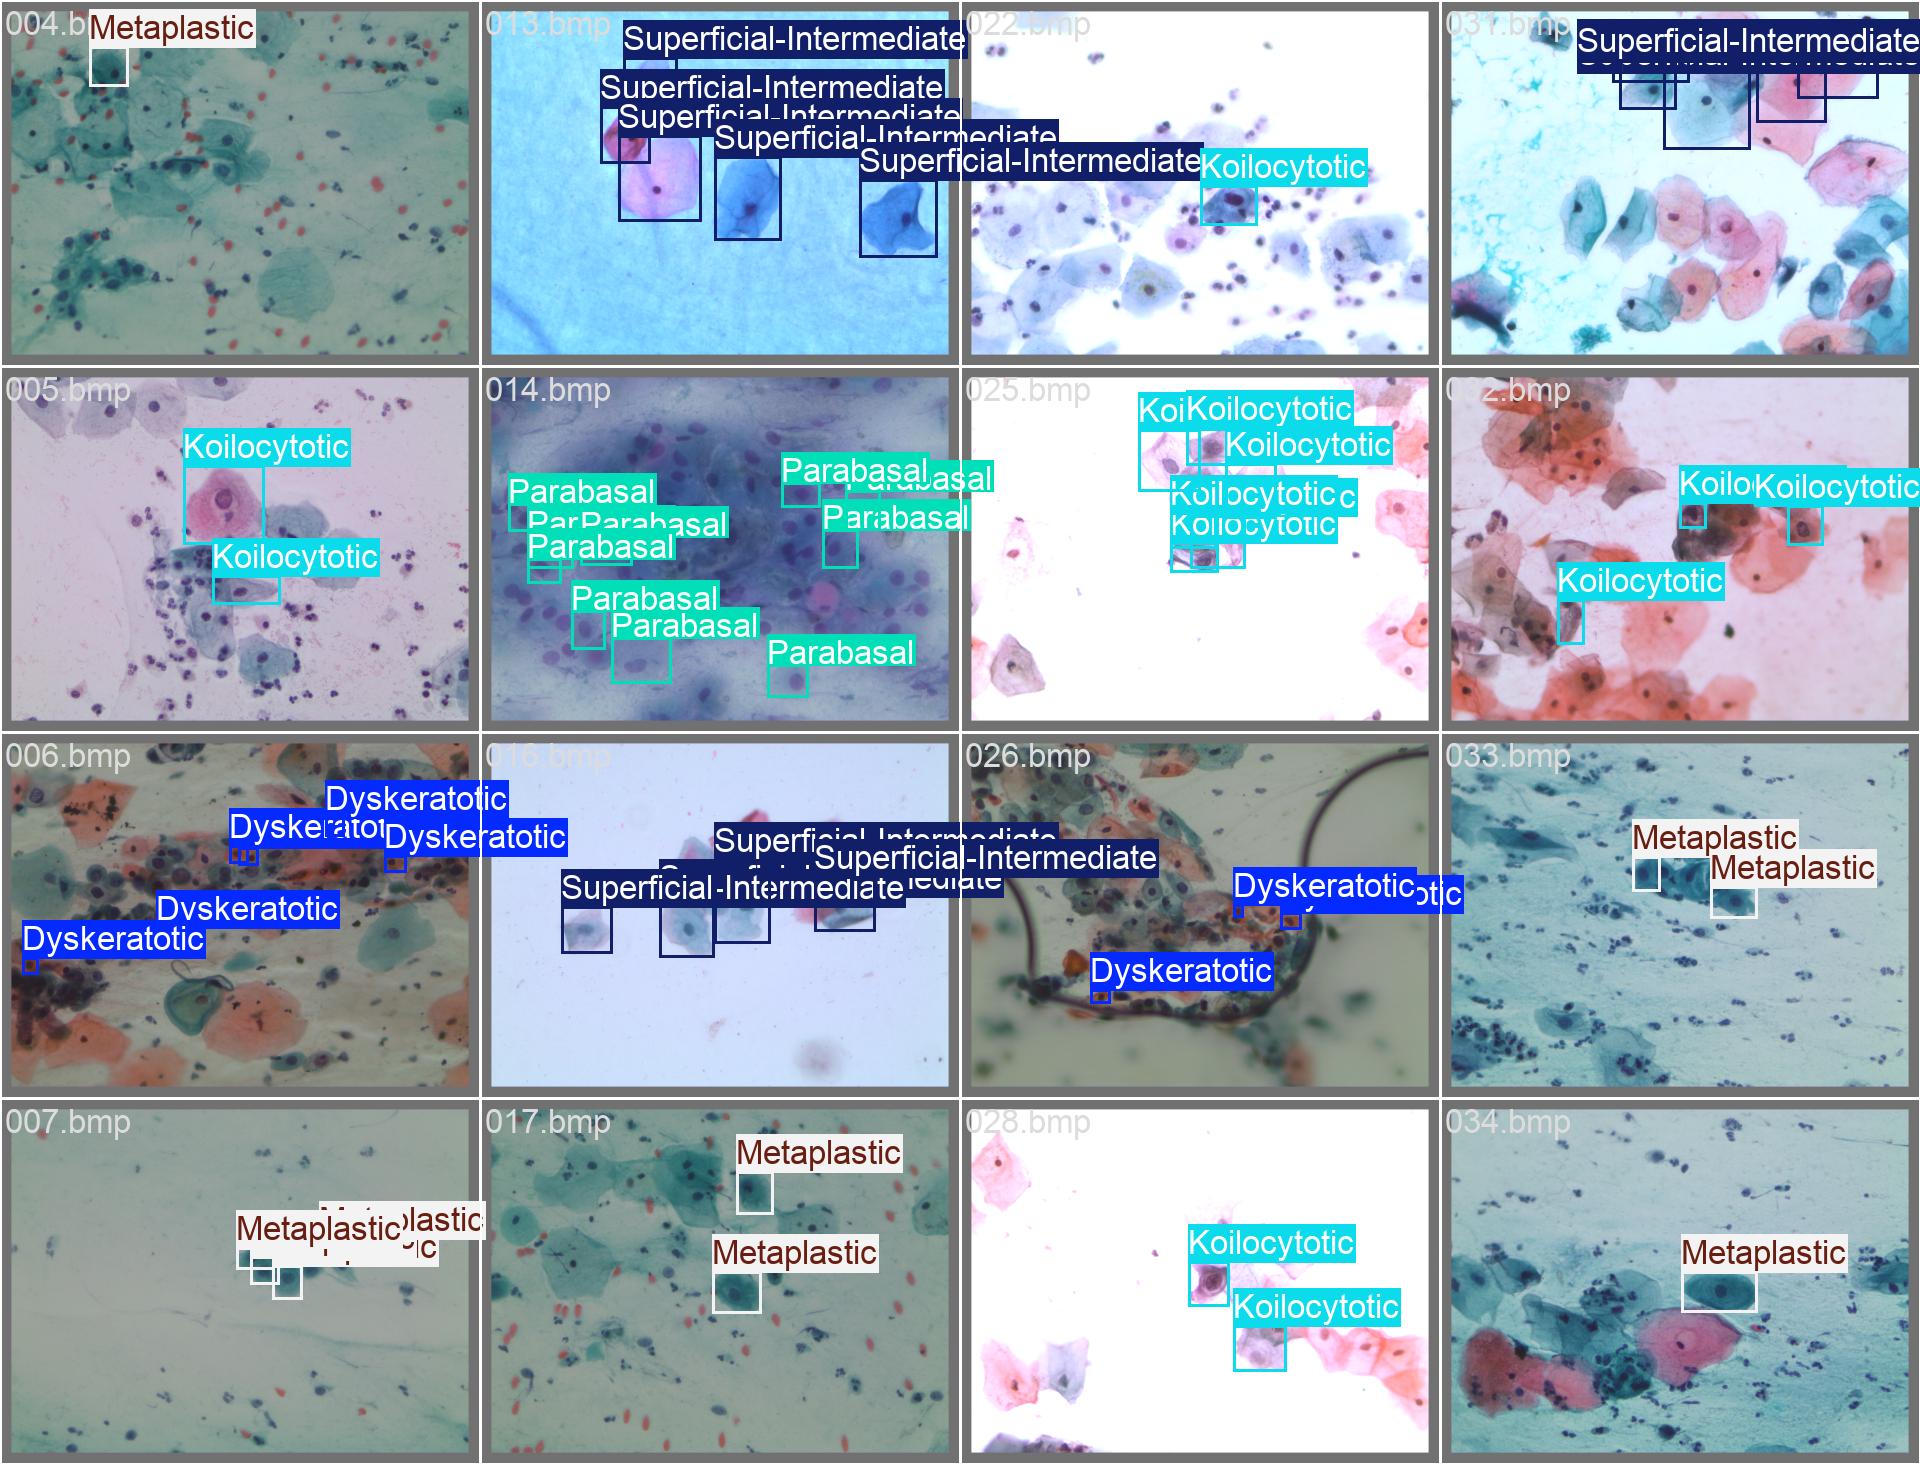 004.bmp
Metaplastic
013.bmp
Superficial-Intermediate
Superficial-Intermediate
Superficial-Intermediate
Superficial-Intermediate
Superficial-Intermediate
022.bmp
Koilocytotic
031.bmp
Superficial-Intermediate
005.bmp
Koilocytotic
Koilocytotic
014.bmp
Parabasal
Parabasal
Parabasal
Parabasal
Parabasal
Parabasal
Parabasal
Parabasal
Parabasal
025.bmp
Koilocytotic
Koilocytotic
Koilocytotic
Koilocytotic
032.bmp
Koilocytotic
Koilocytotic
006.bmp
Dyskeratotic
Dyskeratotic
Dyskeratotic
Dyskeratotic
Dyskeratotic
016.bmp
Superficial-Intermediate
Superficial-Intermediate
Superficial-Intermediate
026.bmp
Dyskeratotic
Dyskeratotic
033.bmp
Metaplastic
Metaplastic
007.bmp
Metaplastic
017.bmp
Metaplastic
Metaplastic
028.bmp
Koilocytotic
Koilocytotic
034.bmp
Metaplastic